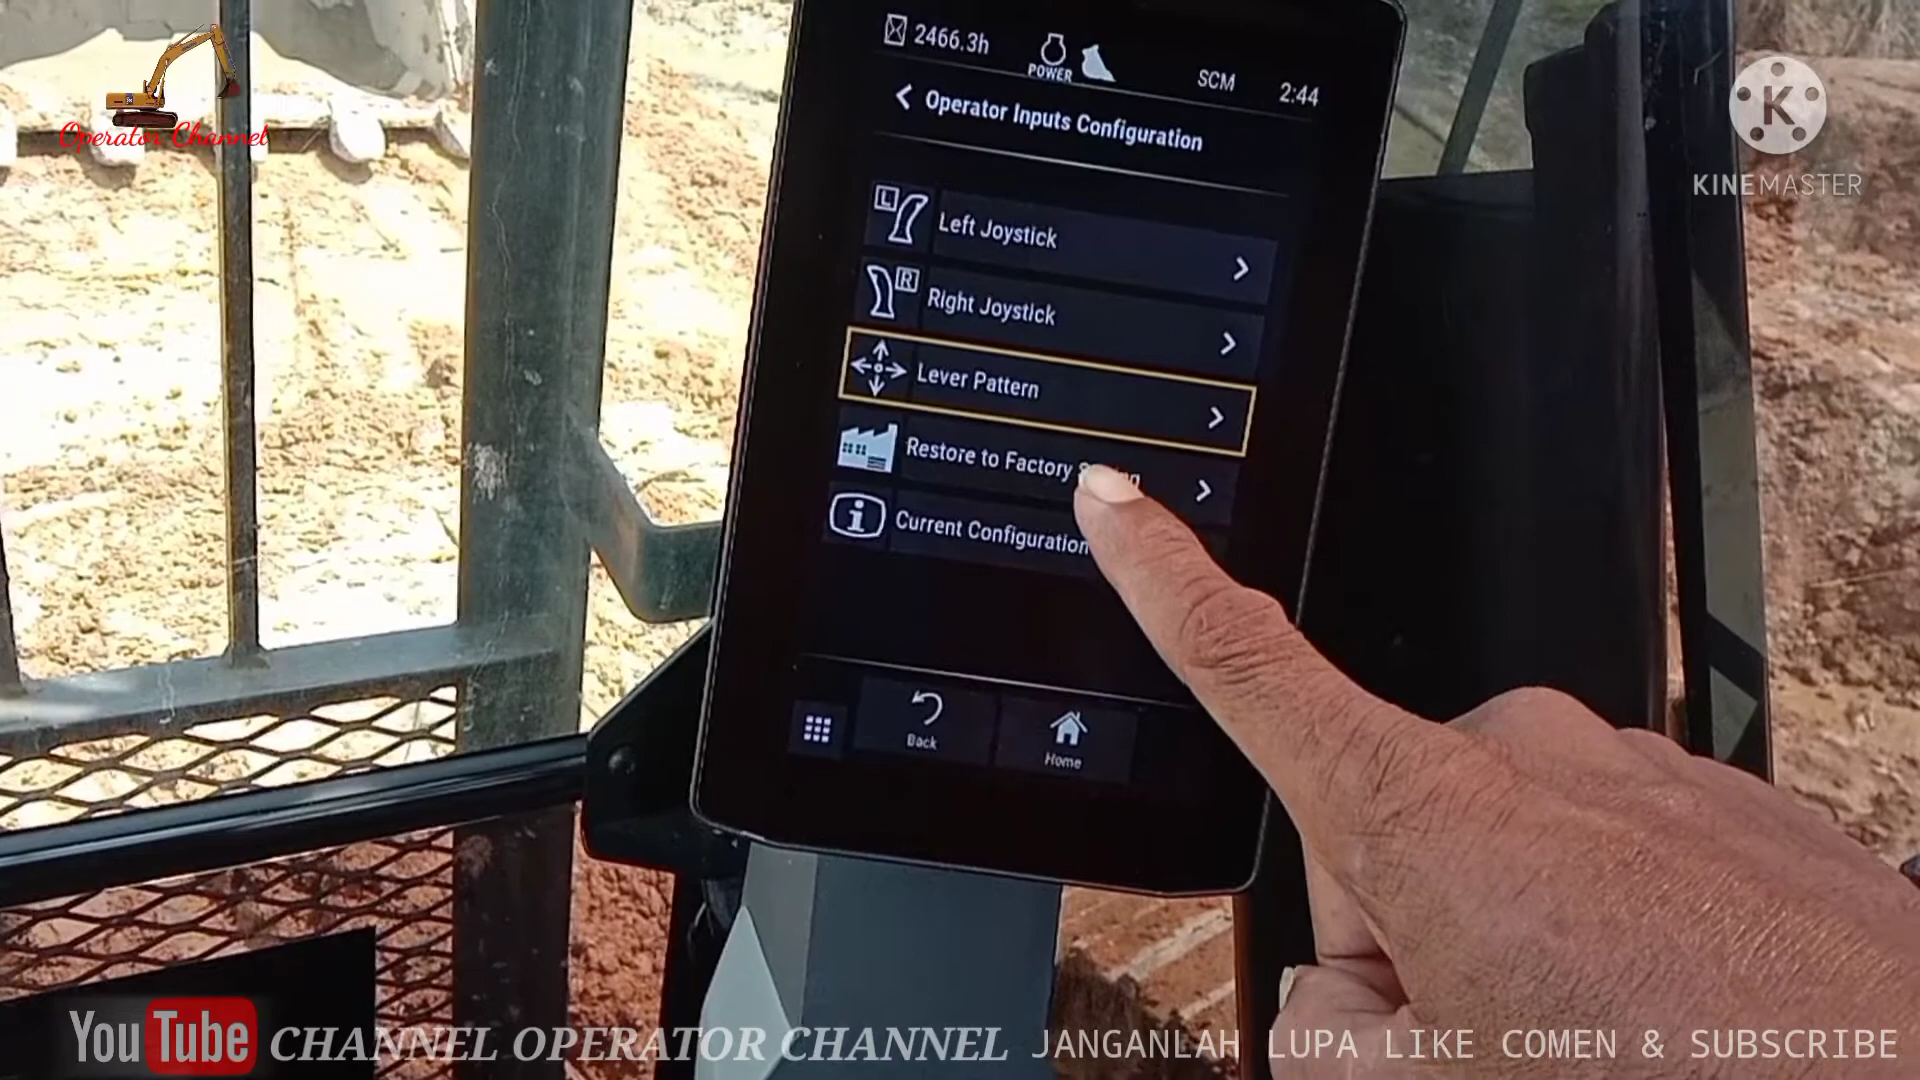 2466.3h
POWER
SCM
2:44
Operator Inputs Configuration
L
Left Joystick
R
Right Joystick
Lever Pattern
Restore to Factory
Current Configuration
Back
Home
Operator Channel
K
KINEMASTER
YouTube CHANNEL OPERATOR CHANNEL JANGANLAH LUPA LIKE COMEN & SUBSCRIBE